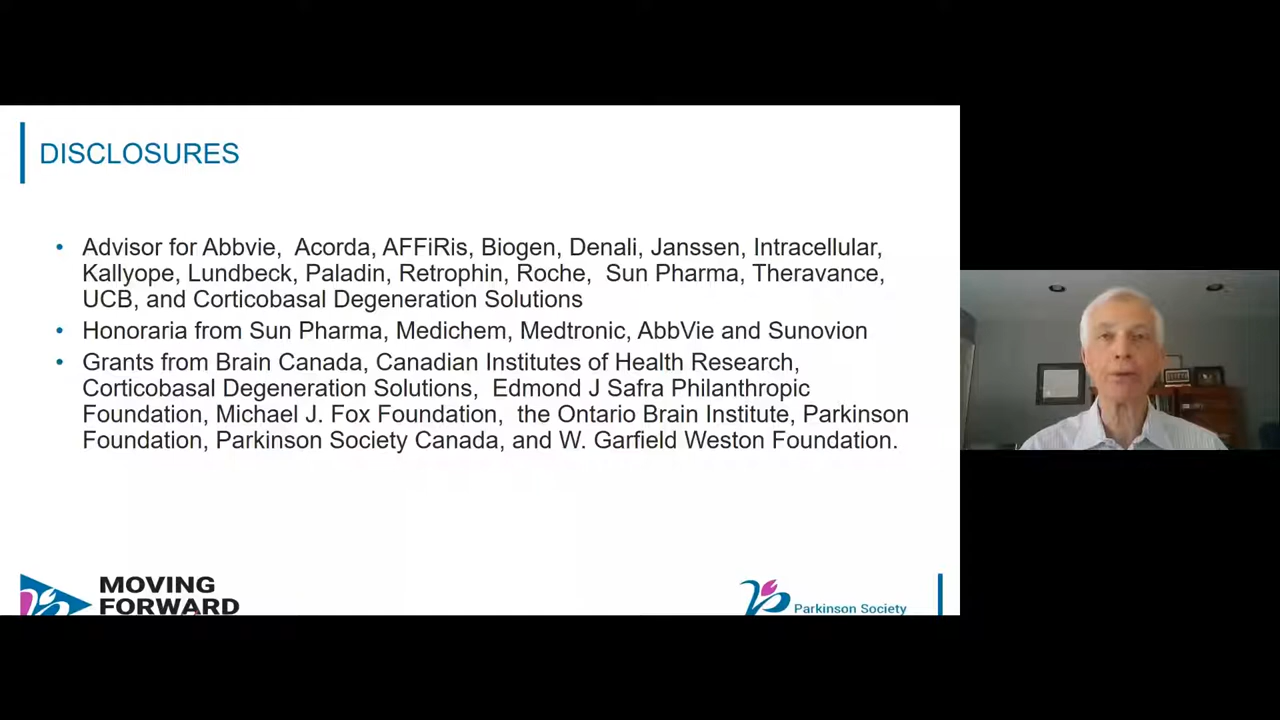 DISCLOSURES
• Advisor for Abbvie,  Acorda, AFFiRis, Biogen, Denali, Janssen, Intracellular,
Kallyope, Lundbeck, Paladin, Retrophin, Roche,  Sun Pharma, Theravance,
UCB, and Corticobasal Degeneration Solutions
• Honoraria from Sun Pharma, Medichem, Medtronic, AbbVie and Sunovion
• Grants from Brain Canada, Canadian Institutes of Health Research,
Corticobasal Degeneration Solutions,  Edmond J Safra Philanthropic
Foundation, Michael J. Fox Foundation,  the Ontario Brain Institute, Parkinson
Foundation, Parkinson Society Canada, and W. Garfield Weston Foundation.
MOVING
FORWARD
Parkinson Society